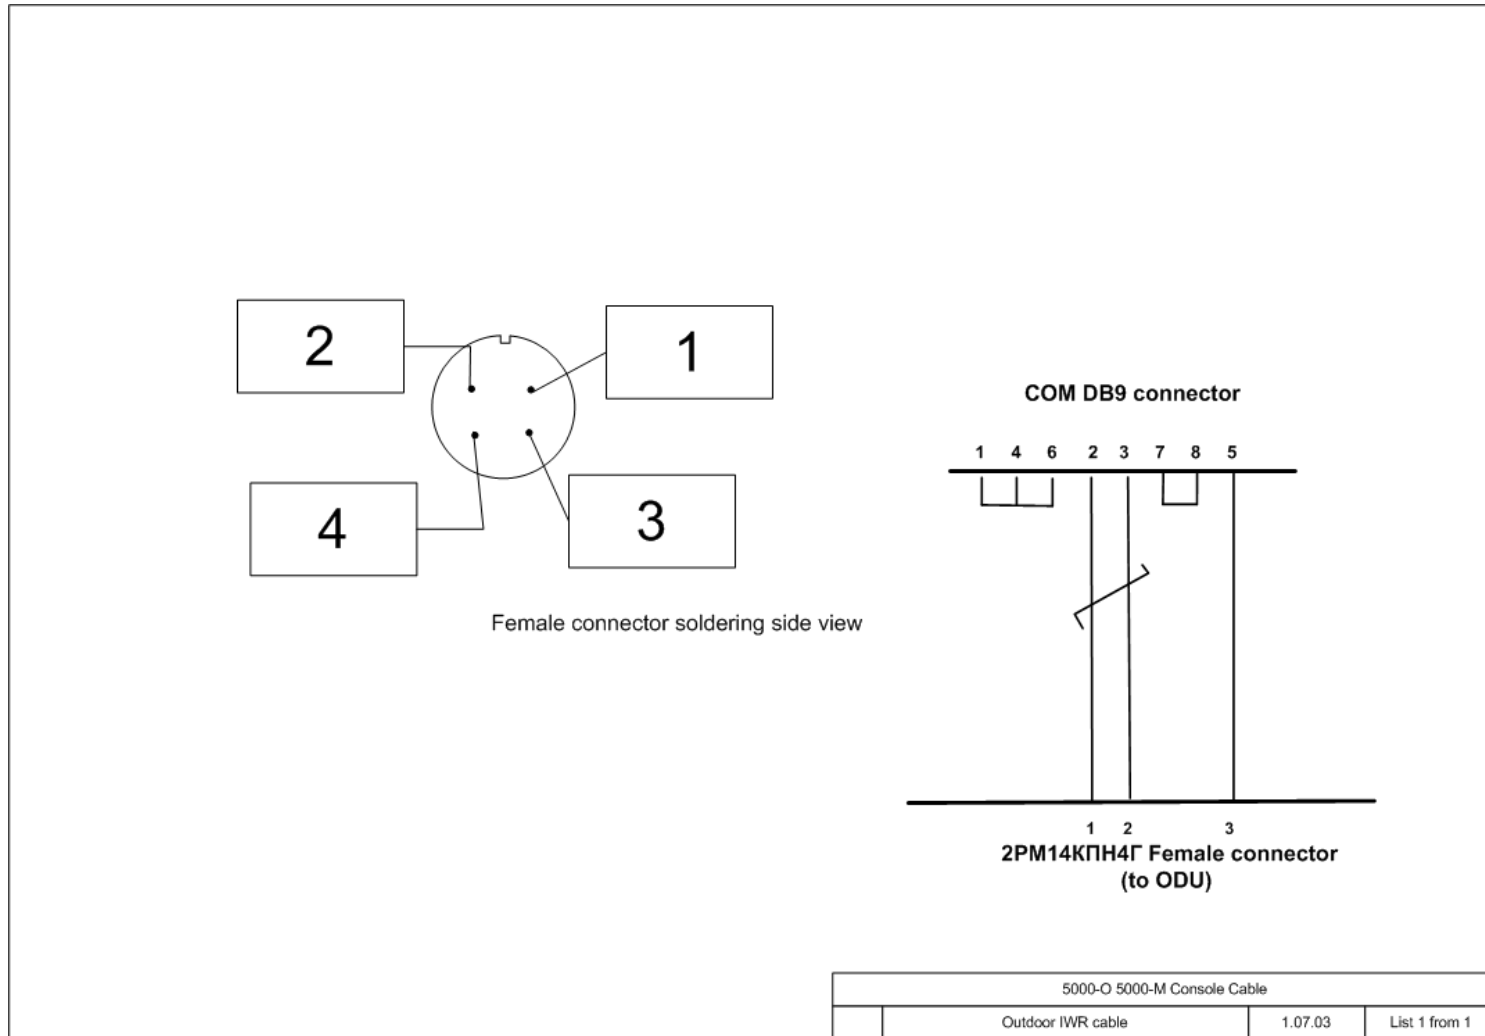 2
1
4
3
Female connector soldering side view
COM DB9 connector
1 4 6 2 3 7 8 5
1 2 3
2РМ14КПН4Г Female connector
(to ODU)
5000-O 5000-M Console Cable
Outdoor IWR cable 1.07.03 List 1 from 1